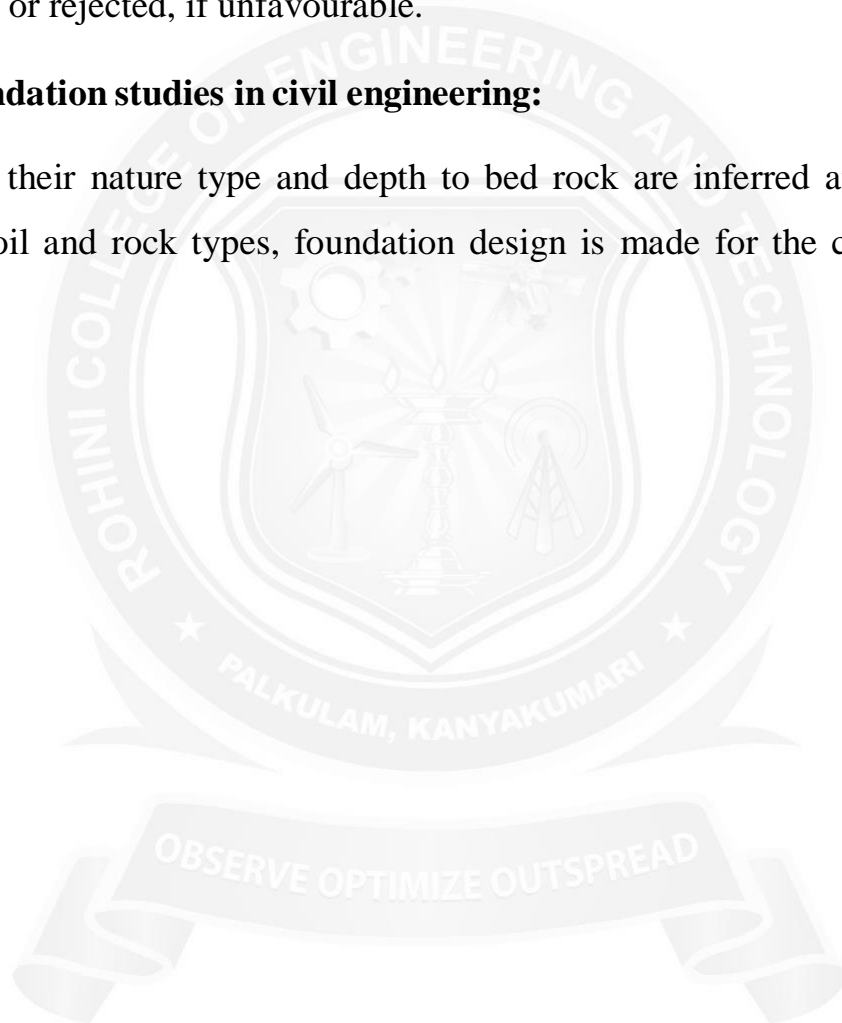 or rejected, if unfavourable.
ndation studies in civil engineering:
their nature type and depth to bed rock are inferred a
oil and rock types, foundation design is made for the c
ROHINI COLLEGE OF ENGINEERING AND TECHNOLOGY
PALKULAM, KANYAKUMARI
OBSERVE OPTIMIZE OUTSPREAD